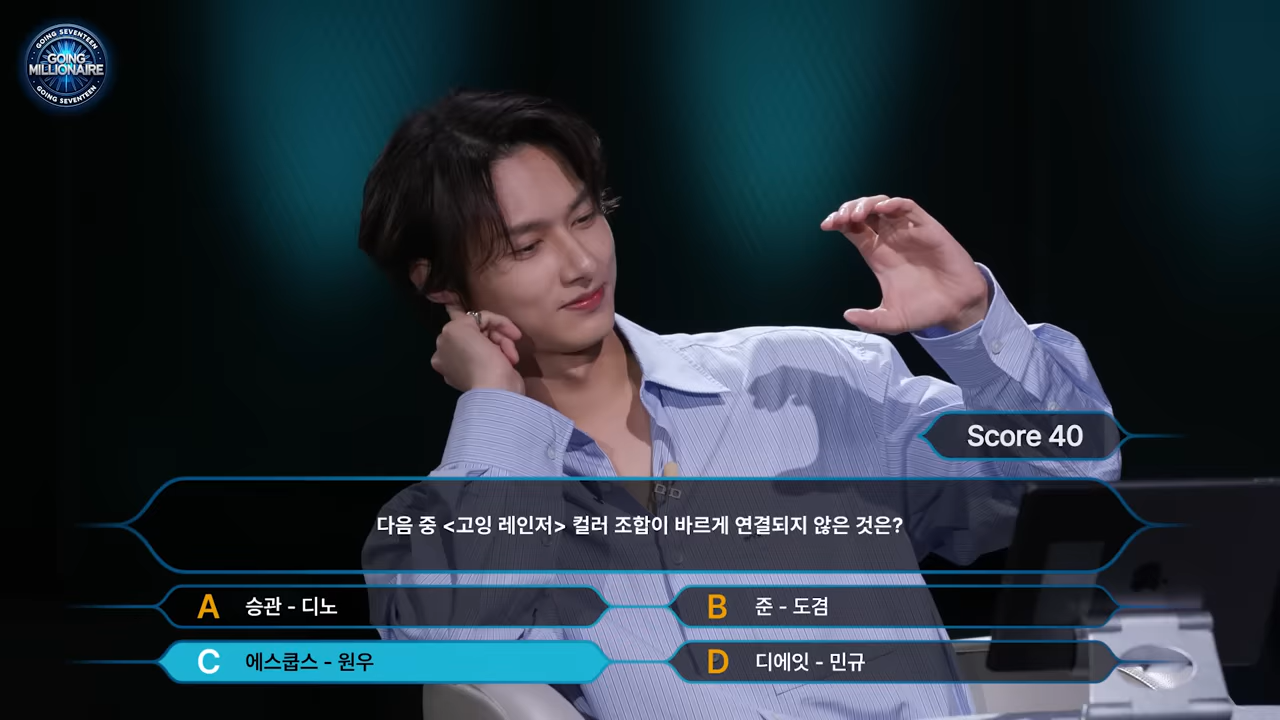 GOING SEVENTEEN
GOING
MILLIONAIRE
GOING SEVENTEEN
Score 40
다음 중 <고잉 레인저> 컬러 조합이 바르게 연결되지 않은 것은?
A 승관 - 디노
B 준 - 도겸
C 에스쿱스 - 원우
D 디에잇 - 민규